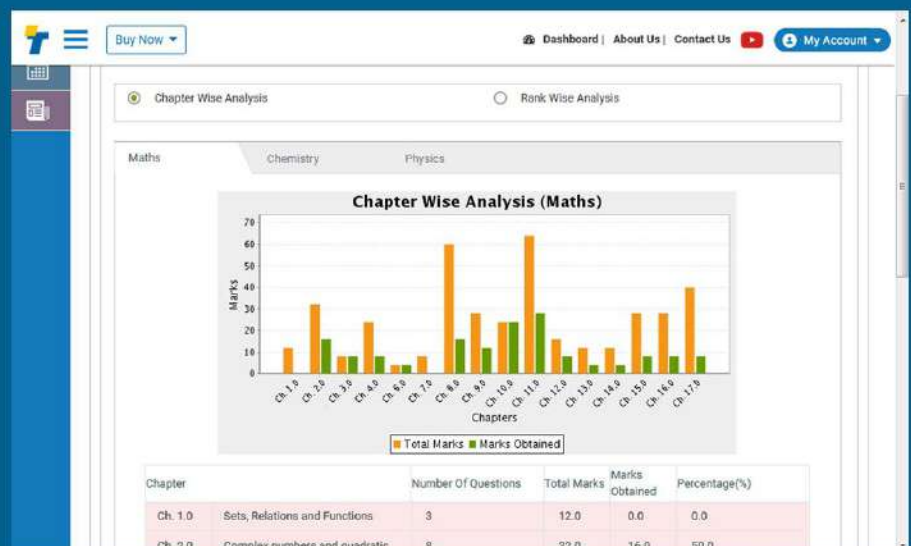 Buy Now
Dashboard | About Us | Contact Us
My Account
Chapter Wise Analysis
Rank Wise Analysis
Maths
Chemistry
Physics
Chapter Wise Analysis (Maths)
70
60
50
40
30
20
10
0
Marks
Ch. 1.0
Ch. 2.0
Ch. 3.0
Ch. 4.0
Ch. 6.0
Ch. 7.0
Ch. 8.0
Ch. 9.0
Ch. 10.0
Ch. 11.0
Ch. 12.0
Ch. 13.0
Ch. 14.0
Ch. 15.0
Ch. 16.0
Ch. 17.0
Chapters
Total Marks Marks Obtained
Chapter Number Of Questions Total Marks Marks Obtained Percentage(%)
Ch. 1.0 Sets, Relations and Functions 3 12.0 0.0 0.0
Ch. 2.0 Complex numbers and quadratic 8 32.0 16.0 50.0